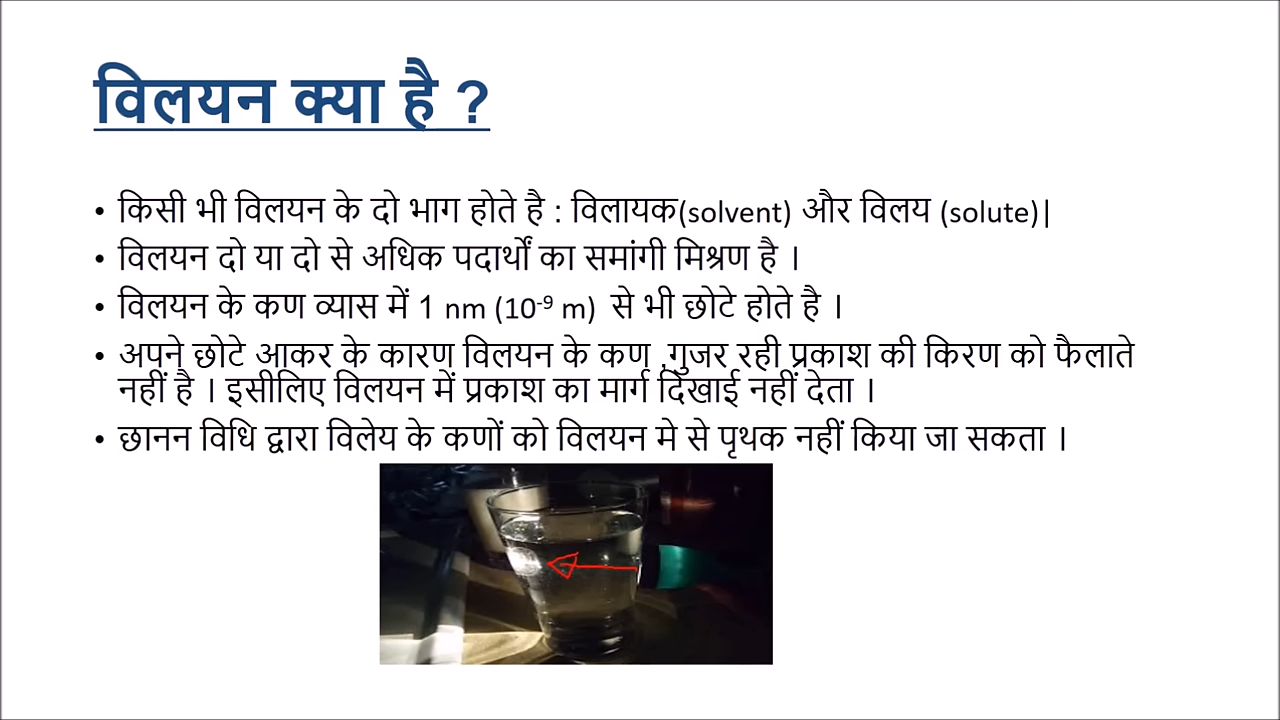 विलयन क्या है ?
• किसी भी विलयन के दो भाग होते है : विलायक(solvent) और विलय (solute)|
• विलयन दो या दो से अधिक पदार्थों का समांगी मिश्रण है ।
• विलयन के कण व्यास में 1 nm (10⁻⁹ m) से भी छोटे होते है ।
• अपने छोटे आकर के कारण विलयन के कण ,गुजर रही प्रकाश की किरण को फैलाते
नहीं है । इसीलिए विलयन में प्रकाश का मार्ग दिखाई नहीं देता ।
• छानन विधि द्वारा विलेय के कणों को विलयन मे से पृथक नहीं किया जा सकता ।